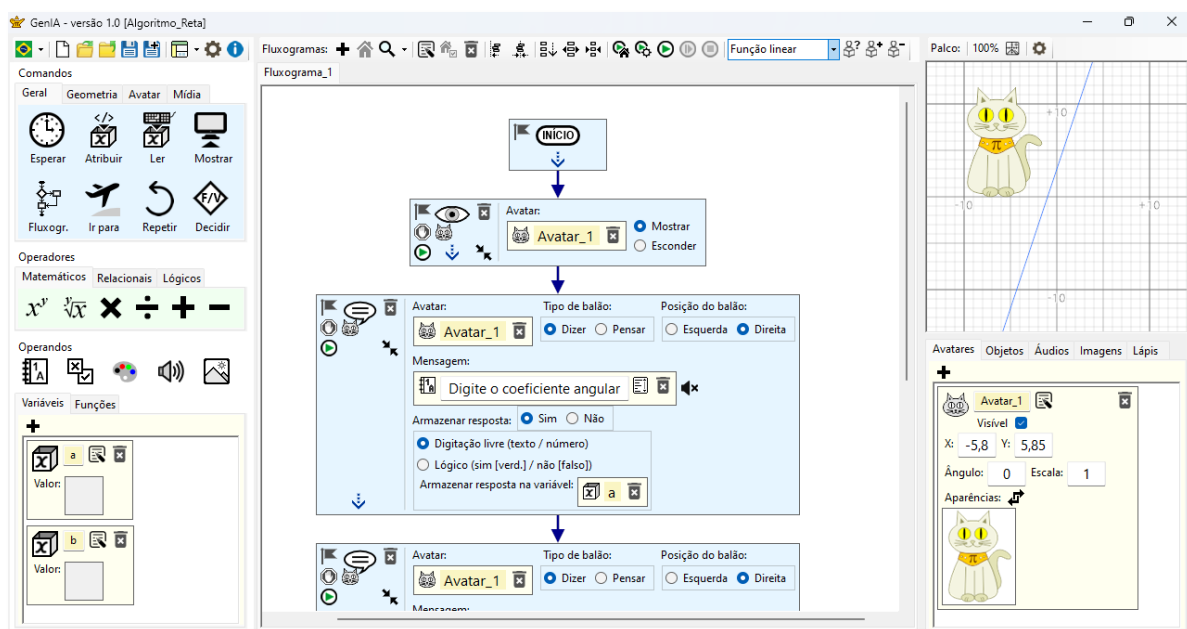 GenIA - versão 1.0 [Algoritmo_Reta]
Fluxogramas:
Função linear
Palco: 100%
Comandos
Geral Geometria Avatar Mídia
Esperar Atribuir Ler Mostrar
Fluxogr. Ir para Repetir Decidir
F/V
Operadores
Matemáticos Relacionais Lógicos
Operandos
Variáveis Funções
a
Valor:
b
Valor:
Fluxograma_1
INÍCIO
Avatar:
Avatar_1
Mostrar
Esconder
Avatar: Tipo de balão: Posição do balão:
Avatar_1 Dizer Pensar Esquerda Direita
Mensagem:
Digite o coeficiente angular
Armazenar resposta: Sim Não
Digitação livre (texto / número)
Lógico (sim [verd.] / não [falso])
Armazenar resposta na variável: a
Avatar: Tipo de balão: Posição do balão:
Avatar_1 Dizer Pensar Esquerda Direita
Mensagem:
+10
π
-10 +10
-10
Avatares Objetos Áudios Imagens Lápis
Avatar_1
Visível
X: -5,8 Y: 5,85
Ângulo: 0 Escala: 1
Aparências:
π